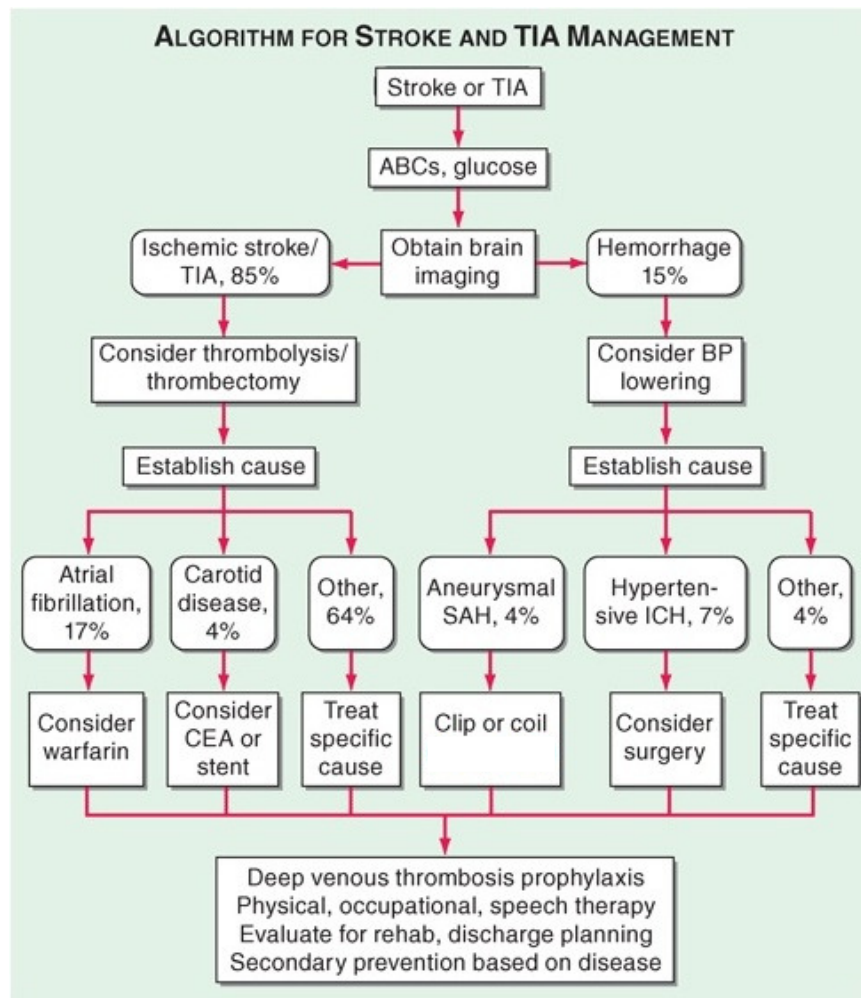 ALGORITHM FOR STROKE AND TIA MANAGEMENT
Stroke or TIA
ABCs, glucose
Ischemic stroke/
TIA, 85%
Obtain brain
imaging
Hemorrhage
15%
Consider thrombolysis/
thrombectomy
Consider BP
lowering
Establish cause
Establish cause
Atrial
fibrillation,
17%
Carotid
disease,
4%
Other,
64%
Aneurysmal
SAH, 4%
Hyperten-
sive ICH, 7%
Other,
4%
Consider
warfarin
Consider
CEA or
stent
Treat
specific
cause
Clip or coil
Consider
surgery
Treat
specific
cause
Deep venous thrombosis prophylaxis
Physical, occupational, speech therapy
Evaluate for rehab, discharge planning
Secondary prevention based on disease